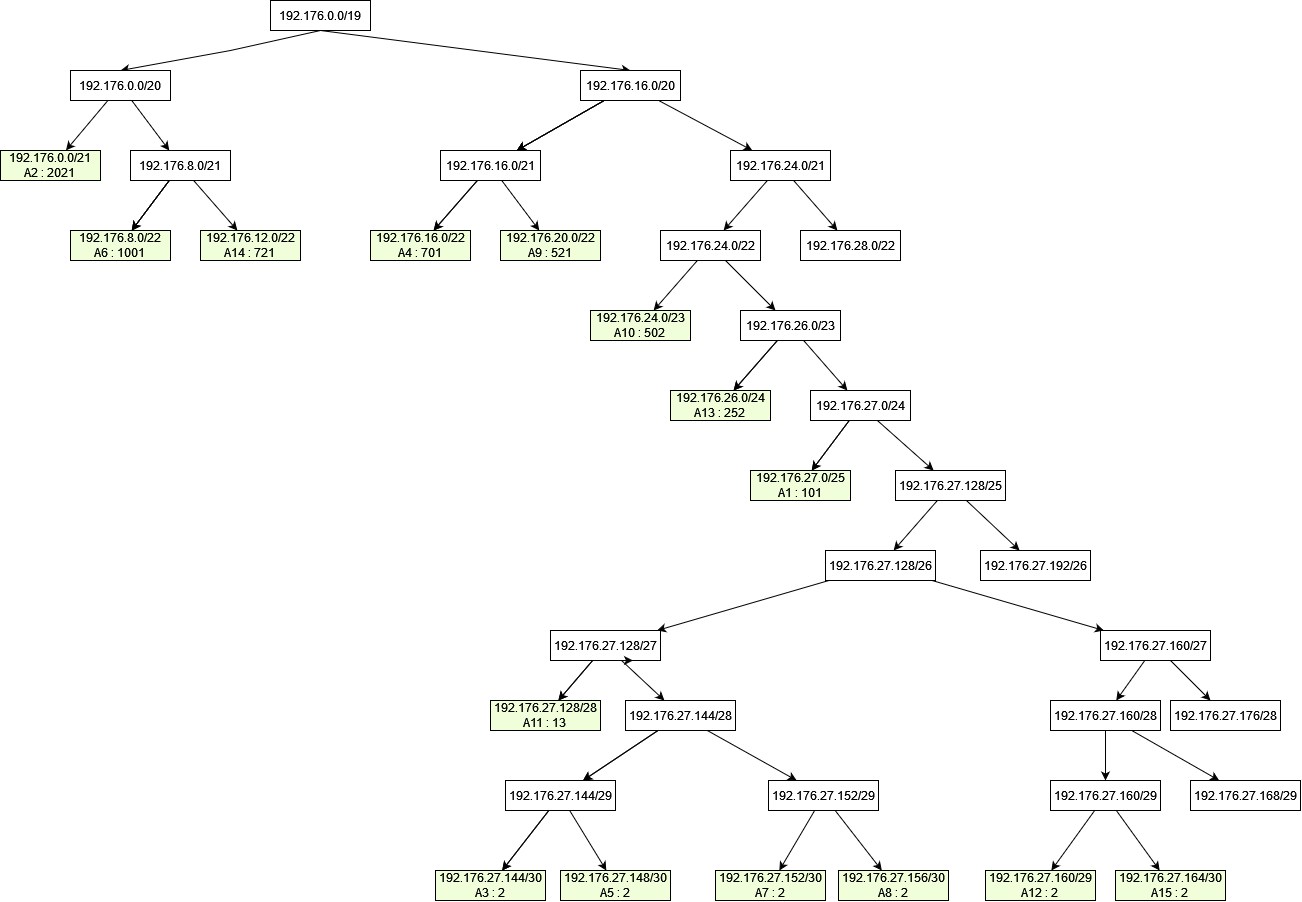 192.176.0.0/19
192.176.0.0/20
192.176.16.0/20
192.176.0.0/21
A2 : 2021
192.176.8.0/21
192.176.16.0/21
192.176.24.0/21
192.176.8.0/22
A6 : 1001
192.176.12.0/22
A14 : 721
192.176.16.0/22
A4 : 701
192.176.20.0/22
A9 : 521
192.176.24.0/22
192.176.28.0/22
192.176.24.0/23
A10 : 502
192.176.26.0/23
192.176.26.0/24
A13 : 252
192.176.27.0/24
192.176.27.0/25
A1 : 101
192.176.27.128/25
192.176.27.128/26
192.176.27.192/26
192.176.27.128/27
192.176.27.160/27
192.176.27.128/28
A11 : 13
192.176.27.144/28
192.176.27.160/28
192.176.27.176/28
192.176.27.144/29
192.176.27.152/29
192.176.27.160/29
192.176.27.168/29
192.176.27.144/30
A3 : 2
192.176.27.148/30
A5 : 2
192.176.27.152/30
A7 : 2
192.176.27.156/30
A8 : 2
192.176.27.160/29
A12 : 2
192.176.27.164/30
A15 : 2